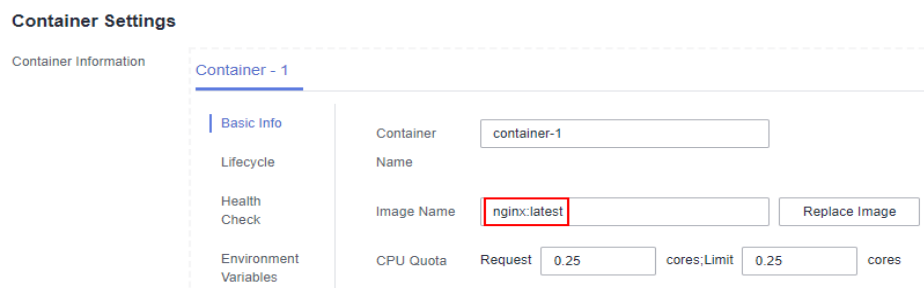 Container Settings
Container Information
Container - 1
Basic Info
Lifecycle
Health
Check
Environment
Variables
Container
Name
container-1
Image Name
nginx:latest
Replace Image
CPU Quota
Request
0.25
cores;Limit
0.25
cores